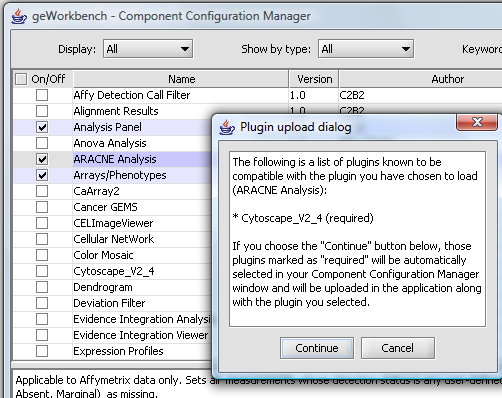 geWorkbench - Component Configuration Manager
Display: All Show by type: All Keyword
On/Off Name Version Author
Affy Detection Call Filter 1.0 C2B2
Alignment Results 1.0 C2B2
Analysis Panel
Anova Analysis
ARACNE Analysis
Arrays/Phenotypes
CaArray2
Cancer GEMS
CELImageViewer
Cellular NetWork
Color Mosaic
Cytoscape_V2_4
Dendrogram
Deviation Filter
Evidence Integration Analysis
Evidence Integration Viewer
Expression Profiles
Plugin upload dialog
The following is a list of plugins known to be
compatible with the plugin you have chosen to load
(ARACNE Analysis):
* Cytoscape_V2_4 (required)
If you choose the "Continue" button below, those
plugins marked as "required" will be automatically
selected in your Component Configuration Manager
window and will be uploaded in the application along
with the plugin you selected.
Continue Cancel
Applicable to Affymetrix data only. Sets all measurements whose detection status is any user-defined
Absent, Marginal) as missing.